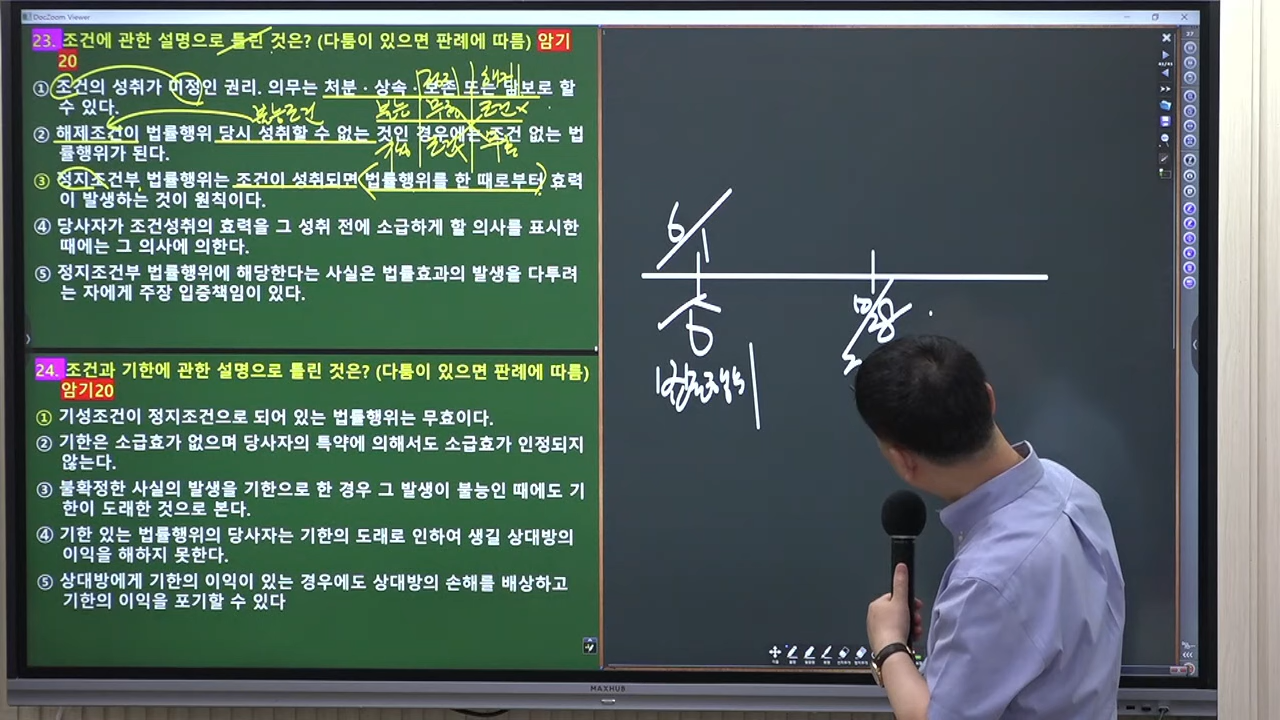 DocZoom Viewer
23. 조건에 관한 설명으로 틀린 것은? (다툼이 있으면 판례에 따름) 암기
20
① 조건의 성취가 미정인 권리. 의무는 처분·상속·보존 또는 담보로 할
수 있다.
불능조건
② 해제조건이 법률행위 당시 성취할 수 없는 것인 경우에는 조건 없는 법
률행위가 된다.
③ 정지조건부 법률행위는 조건이 성취되면 법률행위를 한 때로부터 효력
이 발생하는 것이 원칙이다.
④ 당사자가 조건성취의 효력을 그 성취 전에 소급하게 할 의사를 표시한
때에는 그 의사에 의한다.
⑤ 정지조건부 법률행위에 해당한다는 사실은 법률효과의 발생을 다투려
는 자에게 주장 입증책임이 있다.
24. 조건과 기한에 관한 설명으로 틀린 것은? (다툼이 있으면 판례에 따름)
암기20
① 기성조건이 정지조건으로 되어 있는 법률행위는 무효이다.
② 기한은 소급효가 없으며 당사자의 특약에 의해서도 소급효가 인정되지
않는다.
③ 불확정한 사실의 발생을 기한으로 한 경우 그 발생이 불능인 때에도 기
한이 도래한 것으로 본다.
④ 기한 있는 법률행위의 당사자는 기한의 도래로 인하여 생길 상대방의
이익을 해하지 못한다.
⑤ 상대방에게 기한의 이익이 있는 경우에도 상대방의 손해를 배상하고
기한의 이익을 포기할 수 있다
6/1
MAXHUB